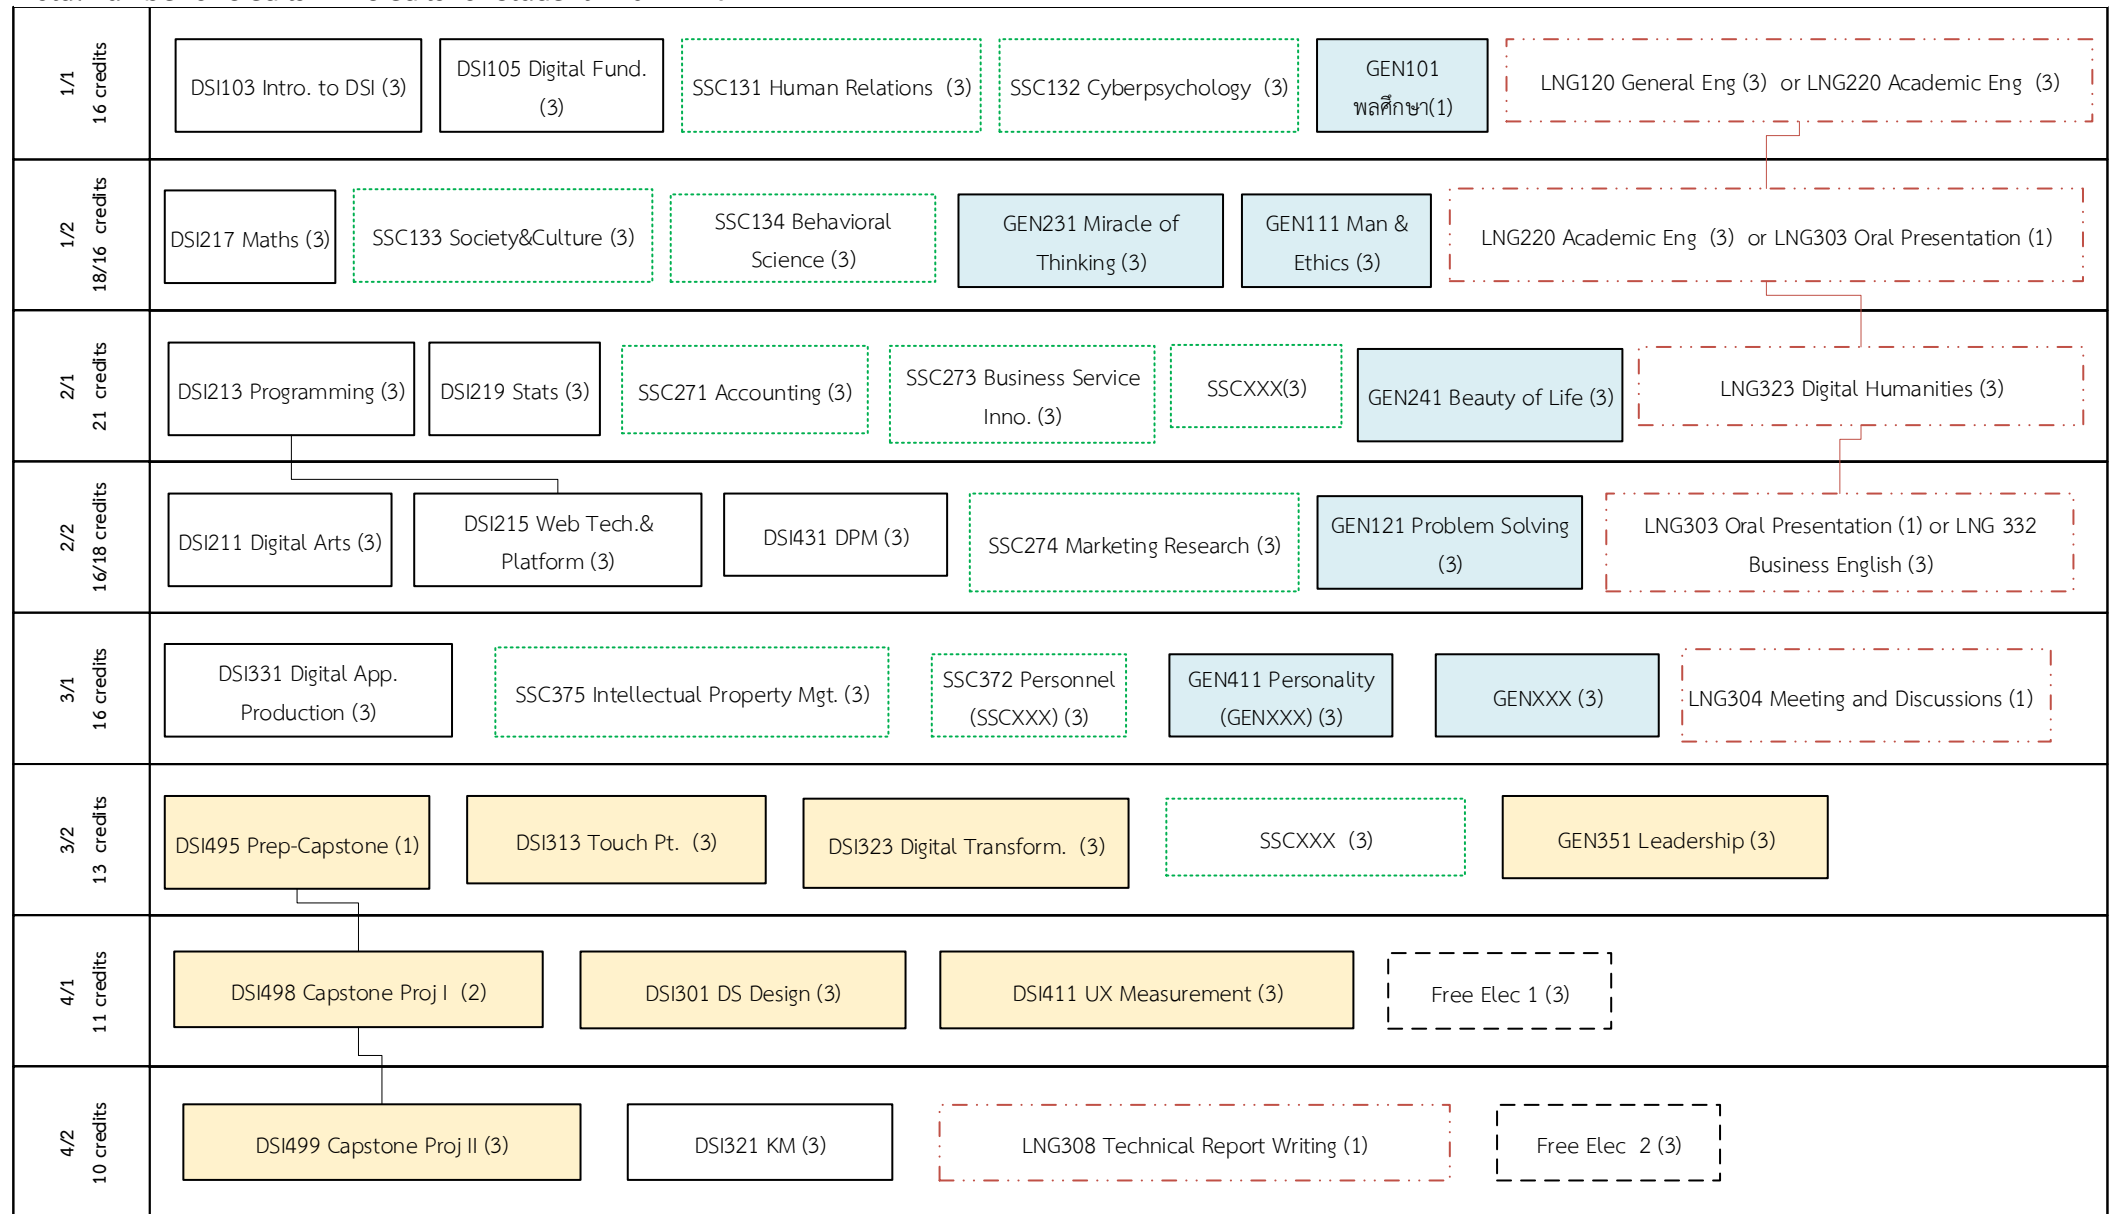 1/1
16 credits
DSI103 Intro. to DSI (3)
DSI105 Digital Fund.
(3)
SSC131 Human Relations (3)
SSC132 Cyberpsychology (3)
GEN101
พลศึกษา(1)
LNG120 General Eng (3) or LNG220 Academic Eng (3)
1/2
18/16 credits
DSI217 Maths (3)
SSC133 Society&Culture (3)
SSC134 Behavioral
Science (3)
GEN231 Miracle of
Thinking (3)
GEN111 Man &
Ethics (3)
LNG220 Academic Eng (3) or LNG303 Oral Presentation (1)
2/1
21 credits
DSI213 Programming (3)
DSI219 Stats (3)
SSC271 Accounting (3)
SSC273 Business Service
Inno. (3)
SSCXXX(3)
GEN241 Beauty of Life (3)
LNG323 Digital Humanities (3)
2/2
16/18 credits
DSI211 Digital Arts (3)
DSI215 Web Tech.&
Platform (3)
DSI431 DPM (3)
SSC274 Marketing Research (3)
GEN121 Problem Solving
(3)
LNG303 Oral Presentation (1) or LNG 332
Business English (3)
3/1
16 credits
DSI331 Digital App.
Production (3)
SSC375 Intellectual Property Mgt. (3)
SSC372 Personnel
(SSCXXX) (3)
GEN411 Personality
(GENXXX) (3)
GENXXX (3)
LNG304 Meeting and Discussions (1)
3/2
13 credits
DSI495 Prep-Capstone (1)
DSI313 Touch Pt. (3)
DSI323 Digital Transform. (3)
SSCXXX (3)
GEN351 Leadership (3)
4/1
11 credits
DSI498 Capstone Proj I (2)
DSI301 DS Design (3)
DSI411 UX Measurement (3)
Free Elec 1 (3)
4/2
10 credits
DSI499 Capstone Proj II (3)
DSI321 KM (3)
LNG308 Technical Report Writing (1)
Free Elec 2 (3)